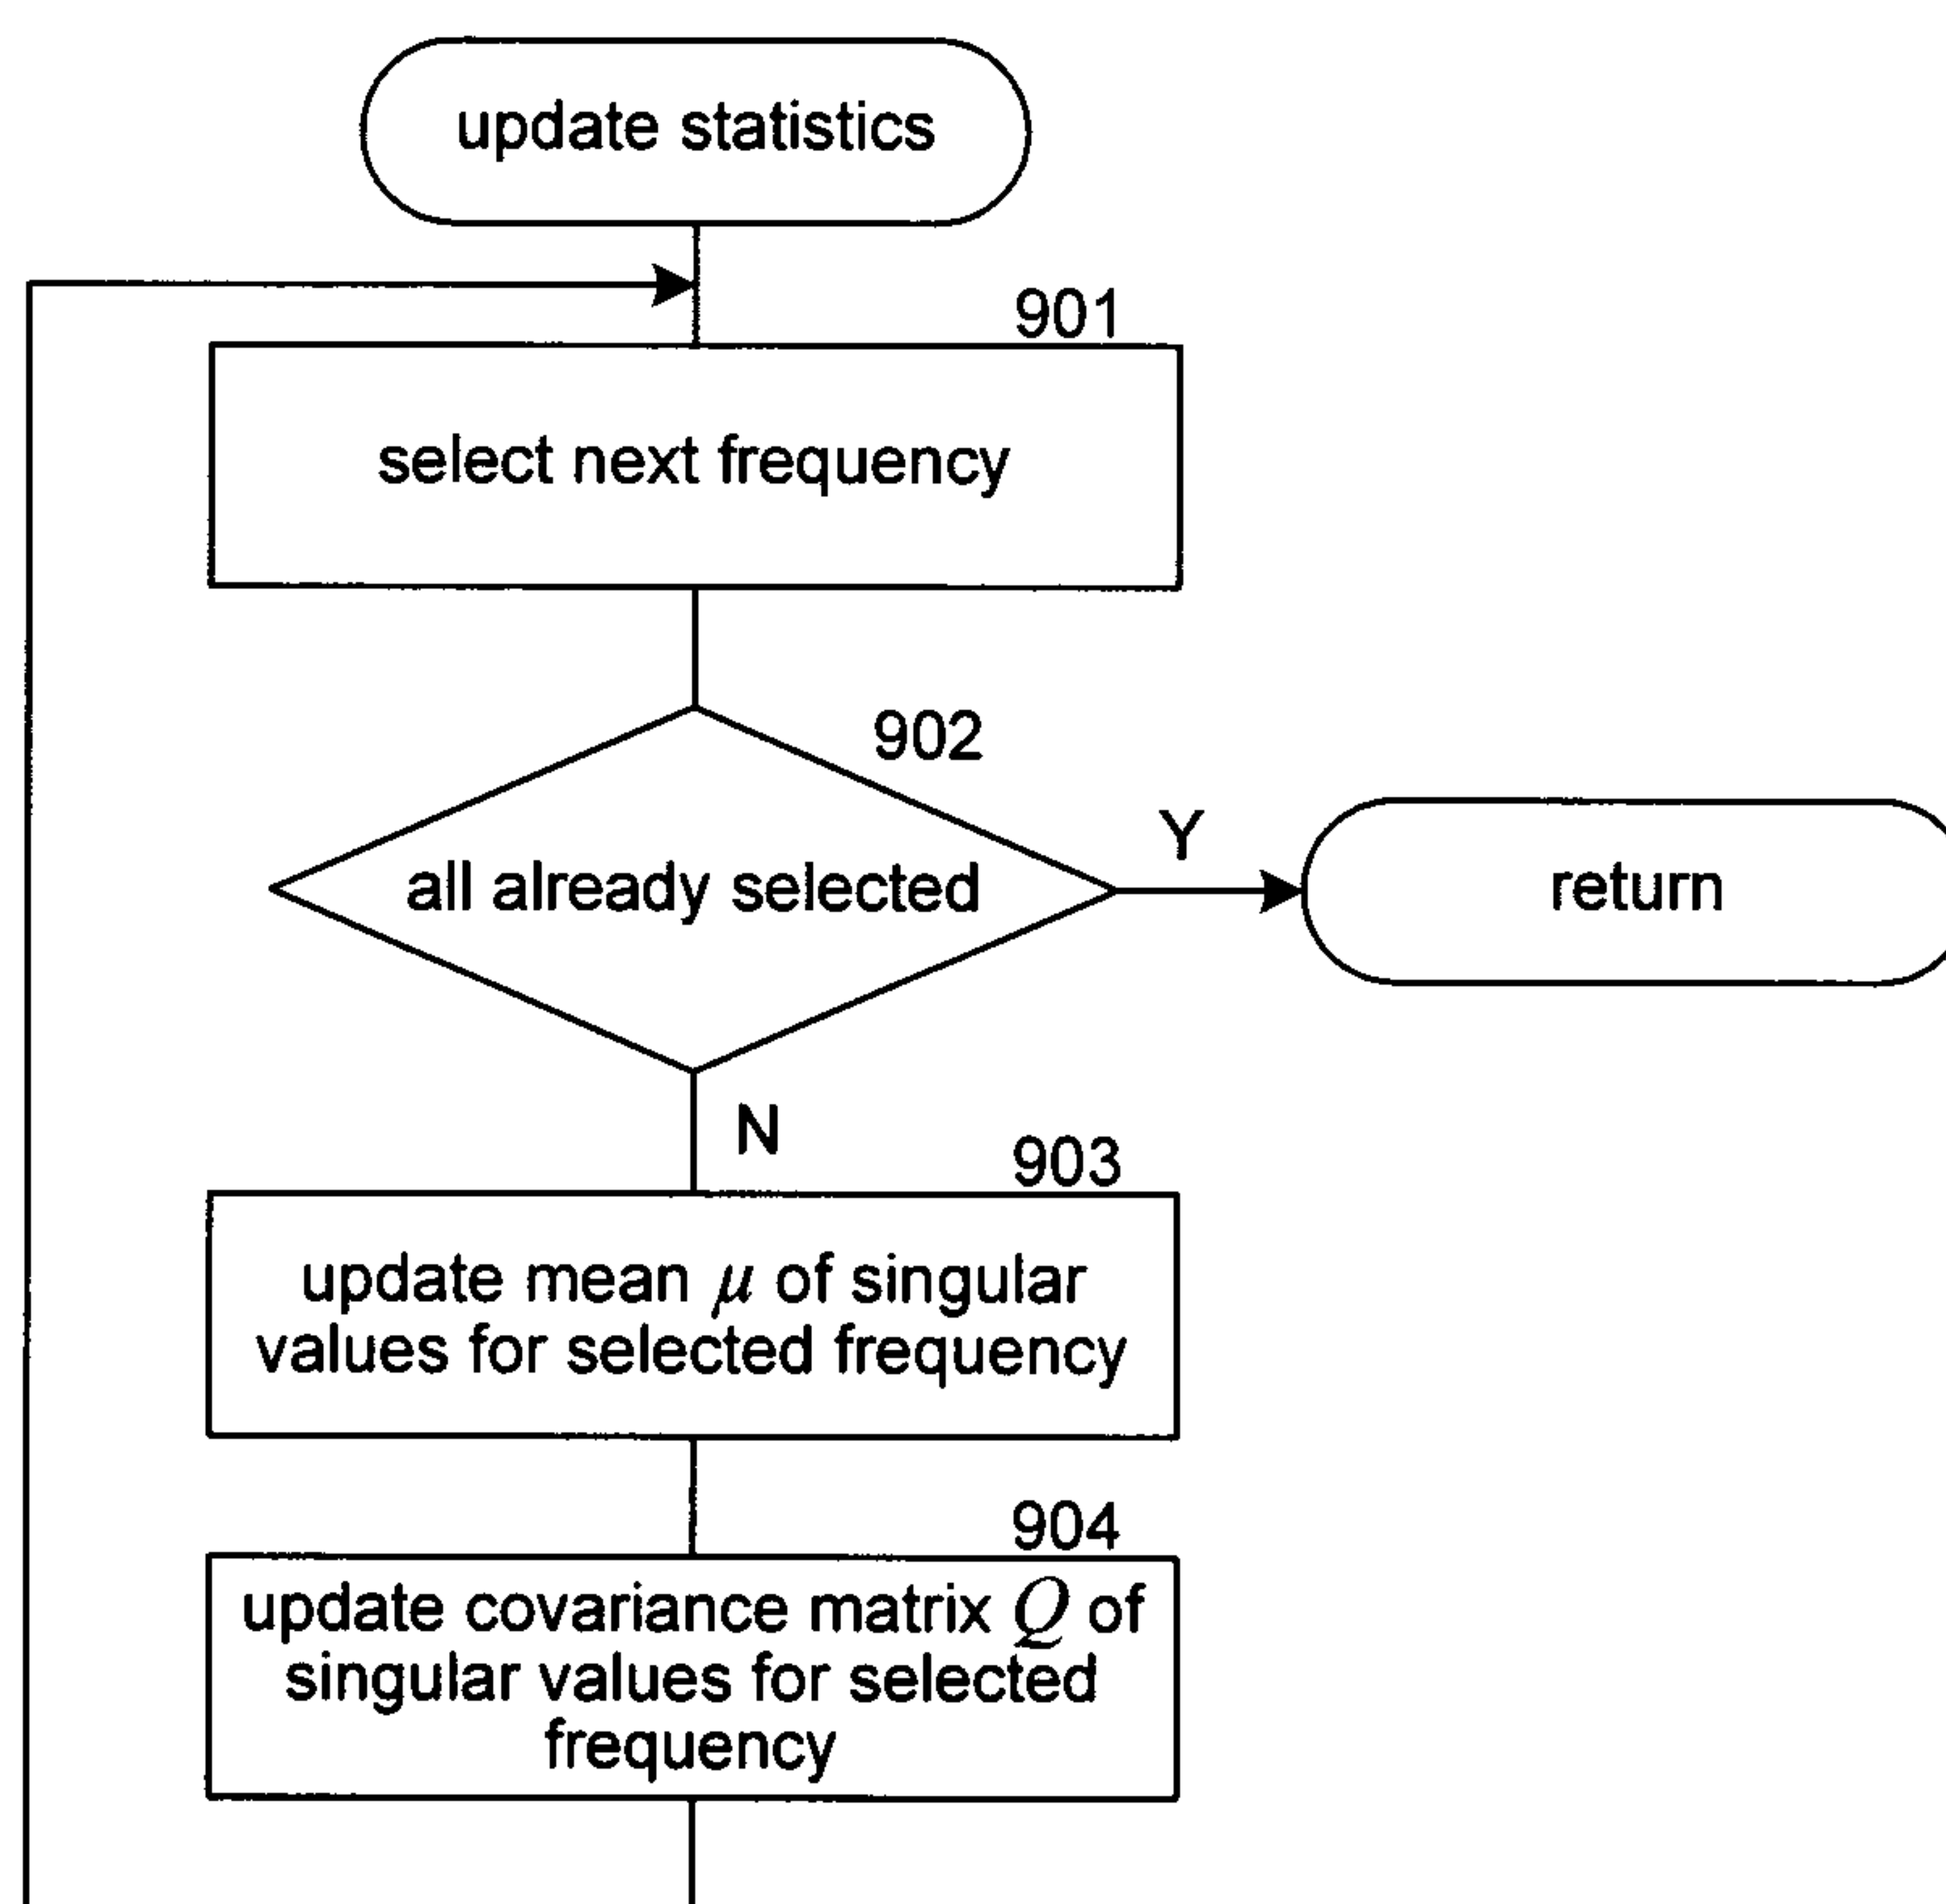 update statistics
901
select next frequency
902
all already selected
Y
return
N
903
update mean μ of singular
values for selected frequency
904
update covariance matrix Q of
singular values for selected
frequency